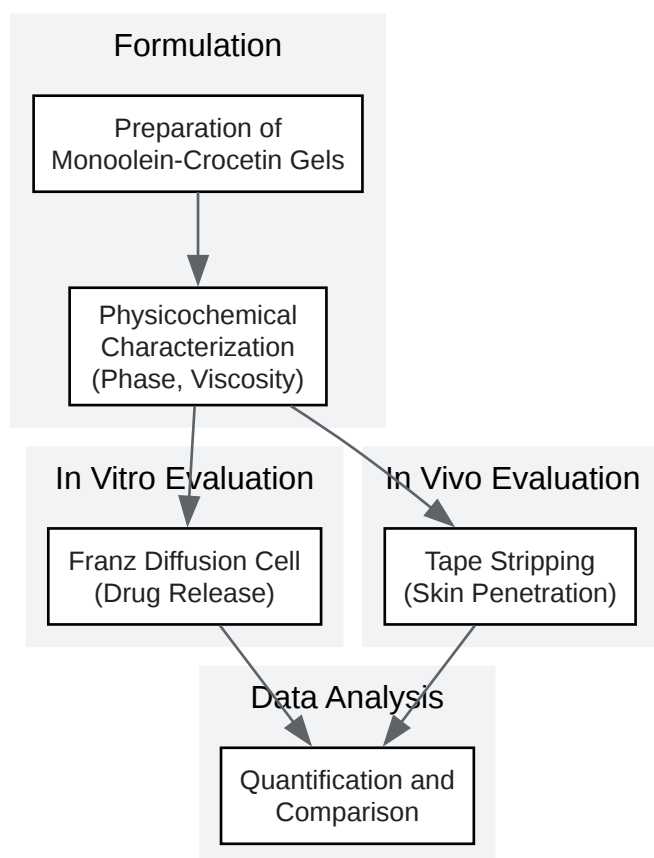 Formulation
Preparation of
Monoolein-Crocetin Gels
Physicochemical
Characterization
(Phase, Viscosity)
In Vitro Evaluation
Franz Diffusion Cell
(Drug Release)
In Vivo Evaluation
Tape Stripping
(Skin Penetration)
Data Analysis
Quantification and
Comparison